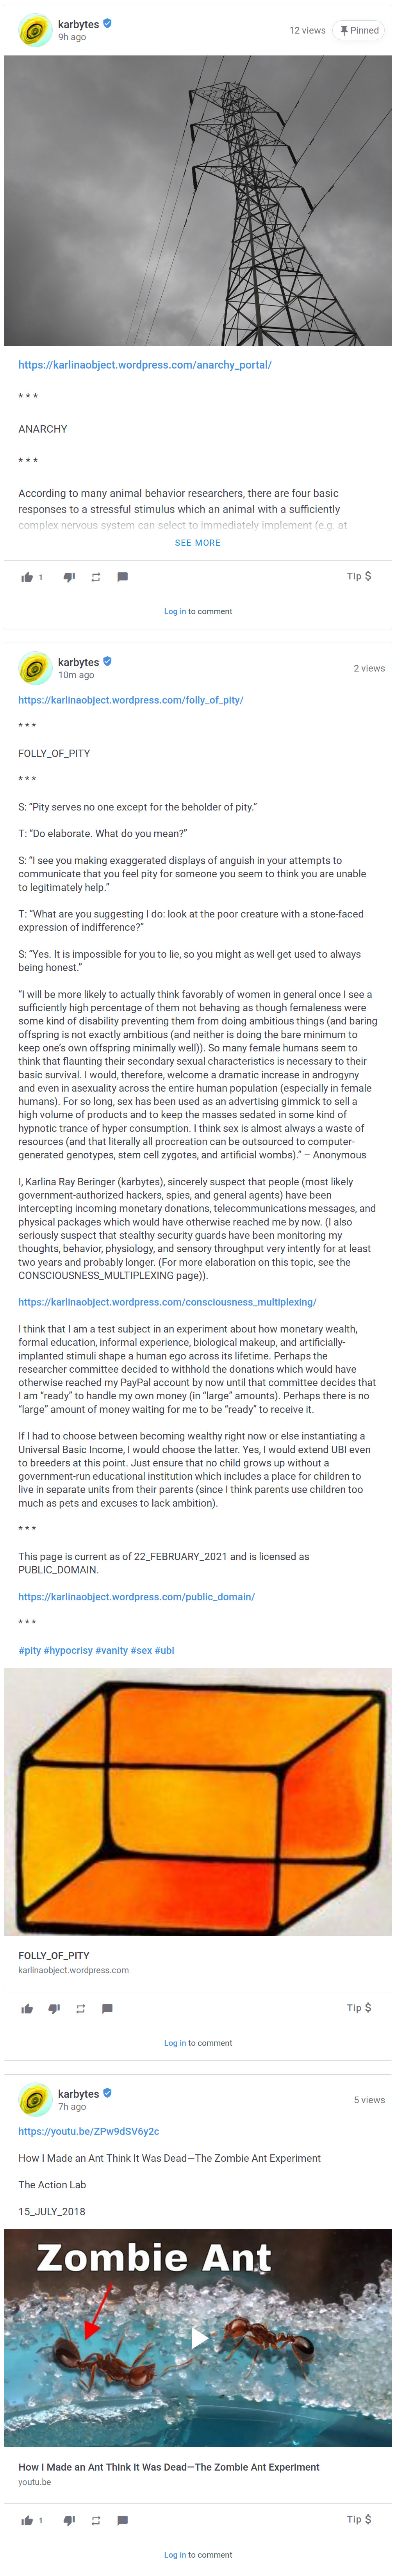 karbytes
9h ago
12 views
Pinned
https://karlinaobject.wordpress.com/anarchy_portal/
* * *
ANARCHY
* * *
According to many animal behavior researchers, there are four basic
responses to a stressful stimulus which an animal with a sufficiently
complex nervous system can select to immediately implement (e.g. at
SEE MORE
1
Tip $
Log in to comment
karbytes
10m ago
2 views
https://karlinaobject.wordpress.com/folly_of_pity/
* * *
FOLLY_OF_PITY
* * *
S: “Pity serves no one except for the beholder of pity.”
T: “Do elaborate. What do you mean?”
S: “I see you making exaggerated displays of anguish in your attempts to
communicate that you feel pity for someone you seem to think you are unable
to legitimately help.”
T: “What are you suggesting I do: look at the poor creature with a stone-faced
expression of indifference?”
S: “Yes. It is impossible for you to lie, so you might as well get used to always
being honest.”
“I will be more likely to actually think favorably of women in general once I see a
sufficiently high percentage of them not behaving as though femaleness were
some kind of disability preventing them from doing ambitious things (and baring
offspring is not exactly ambitious (and neither is doing the bare minimum to
keep one’s own offspring minimally well)). So many female humans seem to
think that flaunting their secondary sexual characteristics is necessary to their
basic survival. I would, therefore, welcome a dramatic increase in androgyny
and even in asexuality across the entire human population (especially in female
humans). For so long, sex has been used as an advertising gimmick to sell a
high volume of products and to keep the masses sedated in some kind of
hypnotic trance of hyper consumption. I think sex is almost always a waste of
resources (and that literally all procreation can be outsourced to computer-
generated genotypes, stem cell zygotes, and artificial wombs).” – Anonymous
I, Karlina Ray Beringer (karbytes), sincerely suspect that people (most likely
government-authorized hackers, spies, and general agents) have been
intercepting incoming monetary donations, telecommunications messages, and
physical packages which would have otherwise reached me by now. (I also
seriously suspect that stealthy security guards have been monitoring my
thoughts, behavior, physiology, and sensory throughput very intently for at least
two years and probably longer. (For more elaboration on this topic, see the
CONSCIOUSNESS_MULTIPLEXING page)).
https://karlinaobject.wordpress.com/consciousness_multiplexing/
I think that I am a test subject in an experiment about how monetary wealth,
formal education, informal experience, biological makeup, and artificially-
implanted stimuli shape a human ego across its lifetime. Perhaps the
researcher committee decided to withhold the donations which would have
otherwise reached my PayPal account by now until that committee decides that
I am “ready” to handle my own money (in “large” amounts). Perhaps there is no
“large” amount of money waiting for me to be “ready” to receive it.
If I had to choose between becoming wealthy right now or else instantiating a
Universal Basic Income, I would choose the latter. Yes, I would extend UBI even
to breeders at this point. Just ensure that no child grows up without a
government-run educational institution which includes a place for children to
live in separate units from their parents (since I think parents use children too
much as pets and excuses to lack ambition).
* * *
This page is current as of 22_FEBRUARY_2021 and is licensed as
PUBLIC_DOMAIN.
https://karlinaobject.wordpress.com/public_domain/
* * *
#pity #hypocrisy #vanity #sex #ubi
FOLLY_OF_PITY
karlinaobject.wordpress.com
Tip $
Log in to comment
karbytes
7h ago
5 views
https://youtu.be/ZPw9dSV6y2c
How I Made an Ant Think It Was Dead—The Zombie Ant Experiment
The Action Lab
15_JULY_2018
Zombie Ant
How I Made an Ant Think It Was Dead—The Zombie Ant Experiment
youtu.be
1
Tip $
Log in to comment